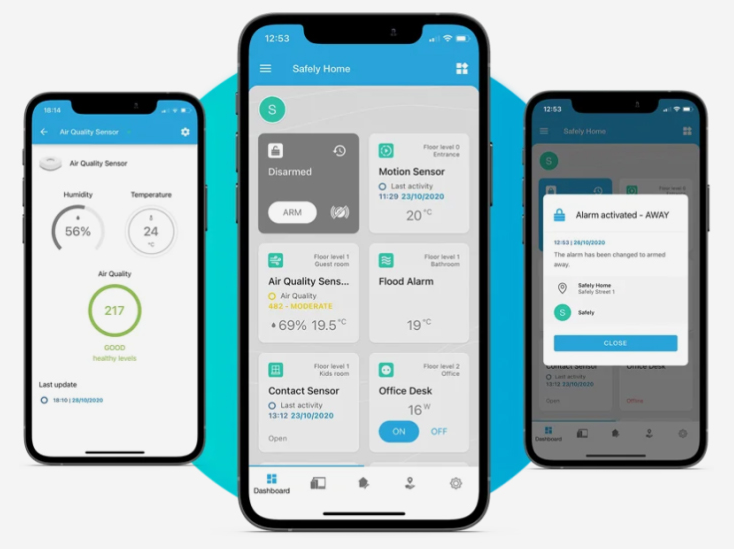 18:14
Air Quality Sensor
Air Quality Sensor
Humidity
Temperature
56%
24
°C
Air Quality
217
GOOD
healthy levels
Last update
18:10 | 28/10/2020
12:53
Safely Home
S
Disarmed
ARM
Floor level 0
Entrance
Motion Sensor
Last activity
11:29 23/10/2020
20 °C
Floor level 1
Guest room
Air Quality Sens...
Air Quality
462 - MODERATE
69% 19.5 °C
Floor level 1
Bathroom
Flood Alarm
19 °C
Floor level 1
Kids room
Contact Sensor
Last activity
13:12 23/10/2020
Open
Floor level 2
Office
Office Desk
16 W
ON
OFF
Dashboard
12:53
Safely Home
S
Alarm activated - AWAY
12:53 | 26/10/2020
The alarm has been changed to armed
away.
Safely Home
Safely Street 1
S
Safely
CLOSE
Contact Sensor
Last activity
13:12 23/10/2020
Open
Office Desk
Offline
Dashboard